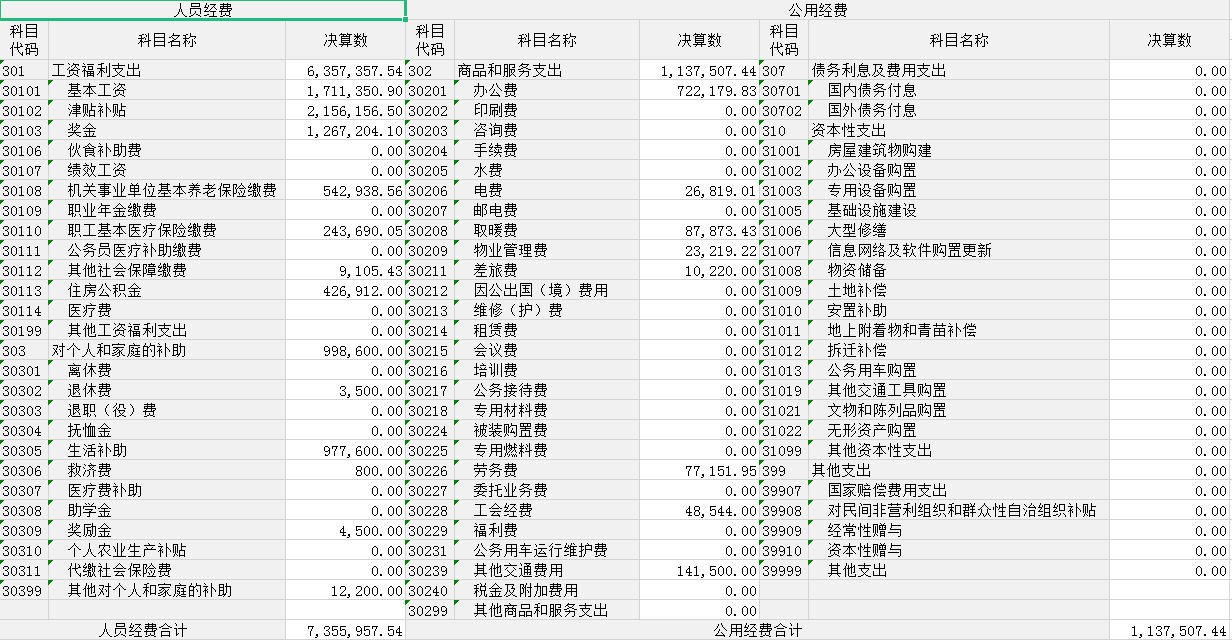 人员经费 公用经费
科目代码 科目名称 决算数 科目代码 科目名称 决算数 科目代码 科目名称 决算数
301 工资福利支出 6,357,357.54 302 商品和服务支出 1,137,507.44 307 债务利息及费用支出 0.00
30101 基本工资 1,711,350.90 30201 办公费 722,179.83 30701 国内债务付息 0.00
30102 津贴补贴 2,156,156.50 30202 印刷费 0.00 30702 国外债务付息 0.00
30103 奖金 1,267,204.10 30203 咨询费 0.00 310 资本性支出 0.00
30106 伙食补助费 0.00 30204 手续费 0.00 31001 房屋建筑物购建 0.00
30107 绩效工资 0.00 30205 水费 0.00 31002 办公设备购置 0.00
30108 机关事业单位基本养老保险缴费 542,938.56 30206 电费 26,819.01 31003 专用设备购置 0.00
30109 职业年金缴费 0.00 30207 邮电费 0.00 31005 基础设施建设 0.00
30110 职工基本医疗保险缴费 243,690.05 30208 取暖费 87,873.43 31006 大型修缮 0.00
30111 公务员医疗补助缴费 0.00 30209 物业管理费 23,219.22 31007 信息网络及软件购置更新 0.00
30112 其他社会保障缴费 9,105.43 30211 差旅费 10,220.00 31008 物资储备 0.00
30113 住房公积金 426,912.00 30212 因公出国（境）费用 0.00 31009 土地补偿 0.00
30114 医疗费 0.00 30213 维修（护）费 0.00 31010 安置补助 0.00
30199 其他工资福利支出 0.00 30214 租赁费 0.00 31011 地上附着物和青苗补偿 0.00
303 对个人和家庭的补助 998,600.00 30215 会议费 0.00 31012 拆迁补偿 0.00
30301 离休费 0.00 30216 培训费 0.00 31013 公务用车购置 0.00
30302 退休费 3,500.00 30217 公务接待费 0.00 31019 其他交通工具购置 0.00
30303 退职（役）费 0.00 30218 专用材料费 0.00 31021 文物和陈列品购置 0.00
30304 抚恤金 0.00 30224 被装购置费 0.00 31022 无形资产购置 0.00
30305 生活补助 977,600.00 30225 专用燃料费 0.00 31099 其他资本性支出 0.00
30306 救济费 800.00 30226 劳务费 77,151.95 399 其他支出 0.00
30307 医疗费补助 0.00 30227 委托业务费 0.00 39907 国家赔偿费用支出 0.00
30308 助学金 0.00 30228 工会经费 48,544.00 39908 对民间非营利组织和群众性自治组织补贴 0.00
30309 奖励金 4,500.00 30229 福利费 0.00 39909 经常性赠与 0.00
30310 个人农业生产补贴 0.00 30231 公务用车运行维护费 0.00 39910 资本性赠与 0.00
30311 代缴社会保险费 0.00 30239 其他交通费用 141,500.00 39999 其他支出 0.00
30399 其他对个人和家庭的补助 12,200.00 30240 税金及附加费用 0.00
30299 其他商品和服务支出 0.00
人员经费合计 7,355,957.54 公用经费合计 1,137,507.44